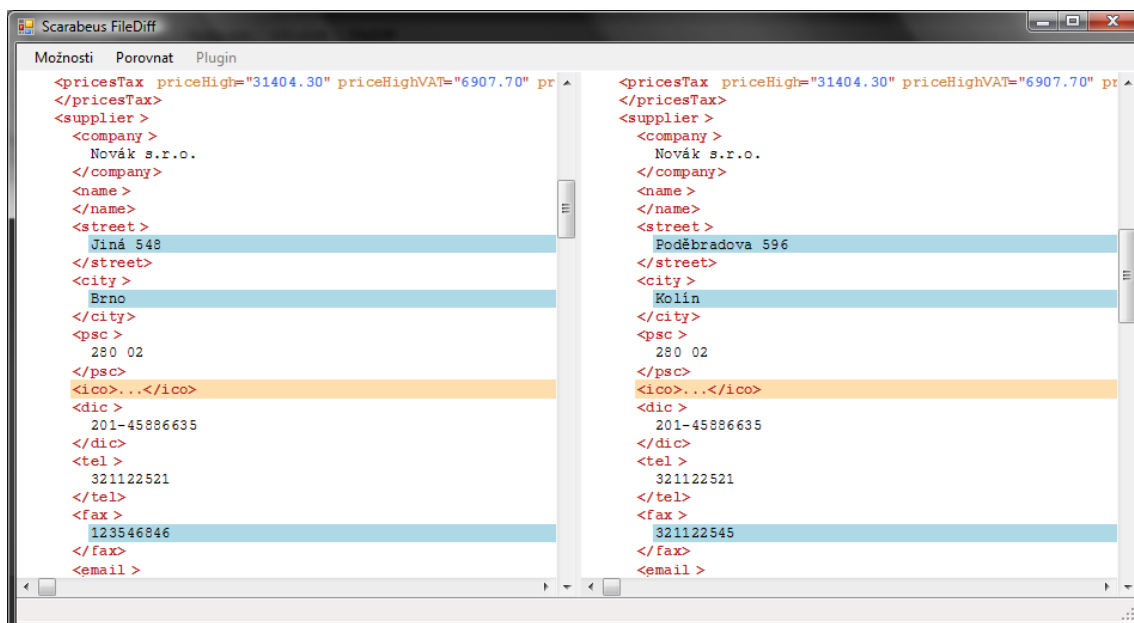 Scarabeus FileDiff
Možnosti Porovnat Plugin
<pricesTax priceHigh="31404.30" priceHighVAT="6907.70" pr
</pricesTax>
<supplier >
<company >
Novák s.r.o.
</company>
<name >
</name>
<street >
Jiná 548
</street>
<city >
Brno
</city>
<psc >
280 02
</psc>
<ico>...</ico>
<dic >
201-45886635
</dic>
<tel >
321122521
</tel>
<fax >
123546846
</fax>
<email >
<pricesTax priceHigh="31404.30" priceHighVAT="6907.70" pr
</pricesTax>
<supplier >
<company >
Novák s.r.o.
</company>
<name >
</name>
<street >
Poděbradova 596
</street>
<city >
Kolín
</city>
<psc >
280 02
</psc>
<ico>...</ico>
<dic >
201-45886635
</dic>
<tel >
321122521
</tel>
<fax >
321122545
</fax>
<email >